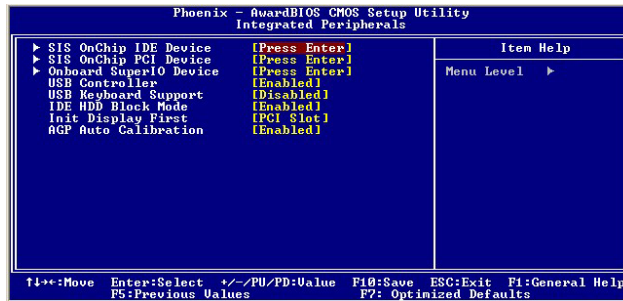 Phoenix - AwardBIOS CMOS Setup Utility
Integrated Peripherals
▶ SIS OnChip IDE Device [Press Enter]
▶ SIS OnChip PCI Device [Press Enter]
▶ Onboard SuperIO Device [Press Enter]
USB Controller [Enabled]
USB Keyboard Support [Disabled]
IDE HDD Block Mode [Enabled]
Init Display First [PCI Slot]
AGP Auto Calibration [Enabled]
Item Help
Menu Level ▶
↑↓→←:Move Enter:Select +/-/PU/PD:Value F10:Save ESC:Exit F1:General Help
F5:Previous Values F7: Optimized Defaults